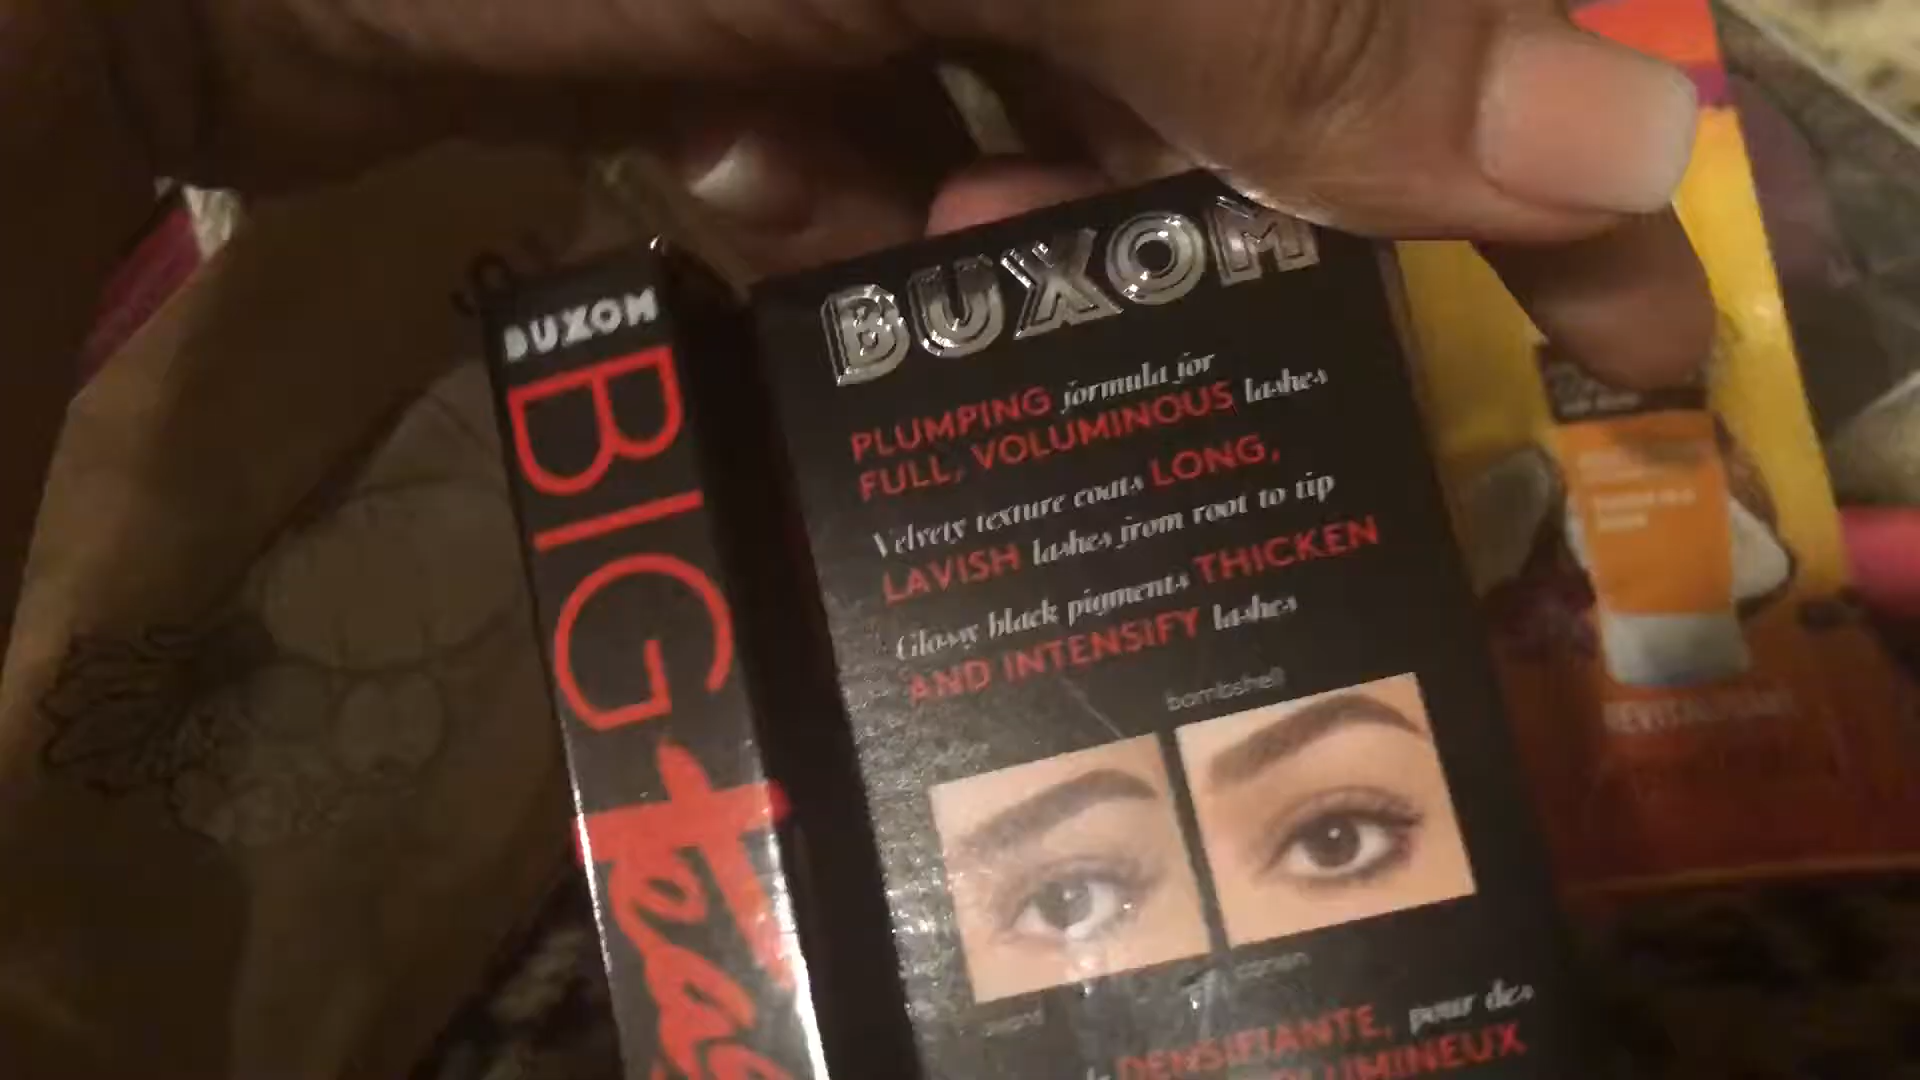 BUXOM
BIG
BUXOM
PLUMPING formula for
FULL, VOLUMINOUS lashes
Velvety texture coats LONG,
LAVISH lashes from root to tip
Glossy black pigments THICKEN
AND INTENSIFY lashes
bombshell
DENSIFIANTE, pour des